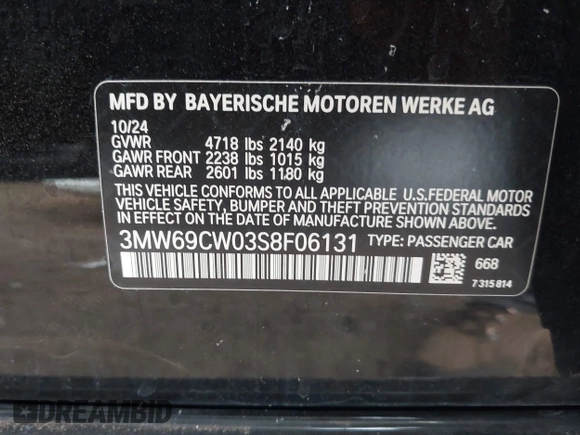 MFD BY BAYERISCHE MOTOREN WERKE AG
10/24
GVWR 4718 lbs 2140 kg
GAWR FRONT 2238 lbs 1015 kg
GAWR REAR 2601 lbs 1180 kg
THIS VEHICLE CONFORMS TO ALL APPLICABLE U.S.FEDERAL MOTOR
VEHICLE SAFETY, BUMPER AND THEFT PREVENTION STANDARDS
IN EFFECT ON THE DATE OF MANUFACTURE SHOWN ABOVE.
3MW69CW03S8F06131 TYPE: PASSENGER CAR
668
7315814
DREAMBID